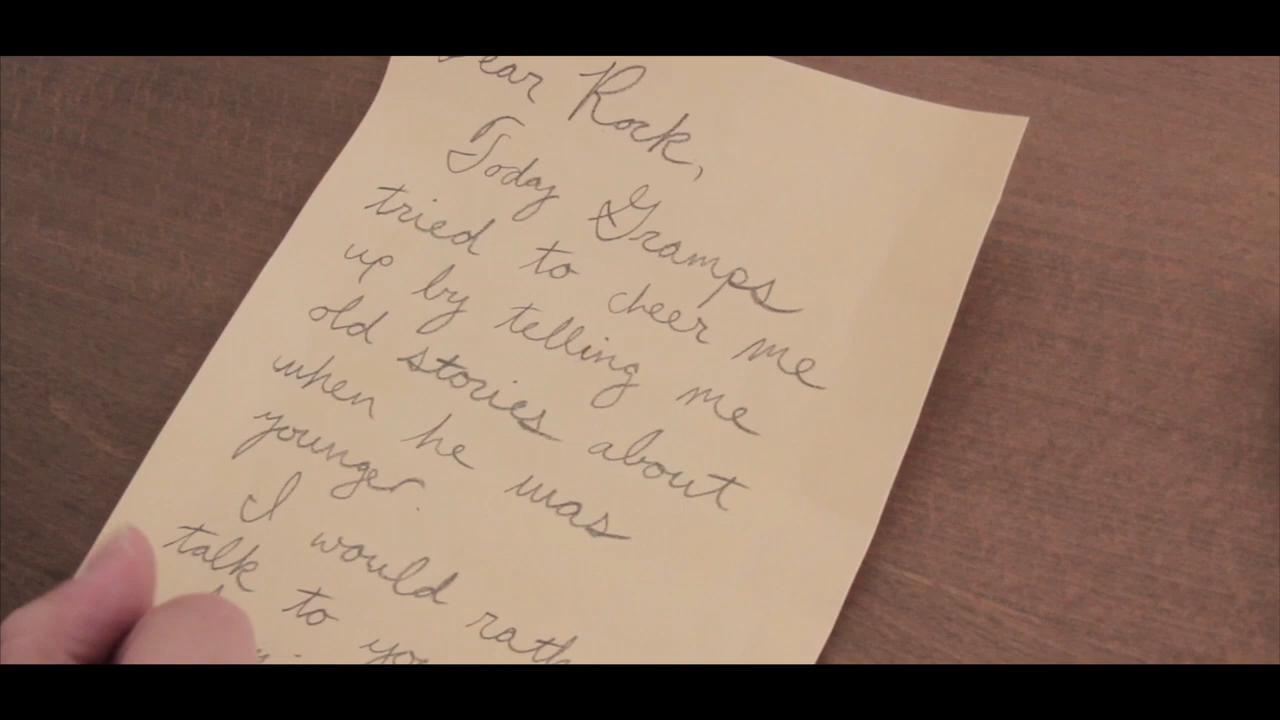 Dear Rock,
Today Gramps
tried to cheer me
up by telling me
old stories about
when he was
younger.
I would
talk to